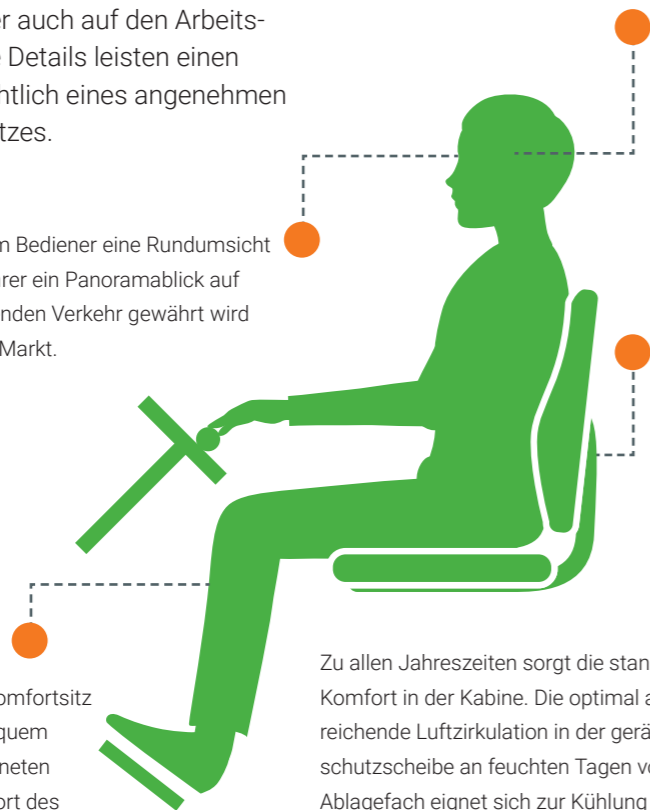 er auch auf den Arbeits-
e Details leisten einen
htlich eines angenehmen
tzes.
m Bediener eine Rundumsicht
rer ein Panoramablick auf
nden Verkehr gewährt wird
Markt.
omfortsitz
quem
neten
ort des
Zu allen Jahreszeiten sorgt die stan
Komfort in der Kabine. Die optimal a
reichende Luftzirkulation in der gerä
schutzscheibe an feuchten Tagen vo
Ablagefach eignet sich zur Kühlung